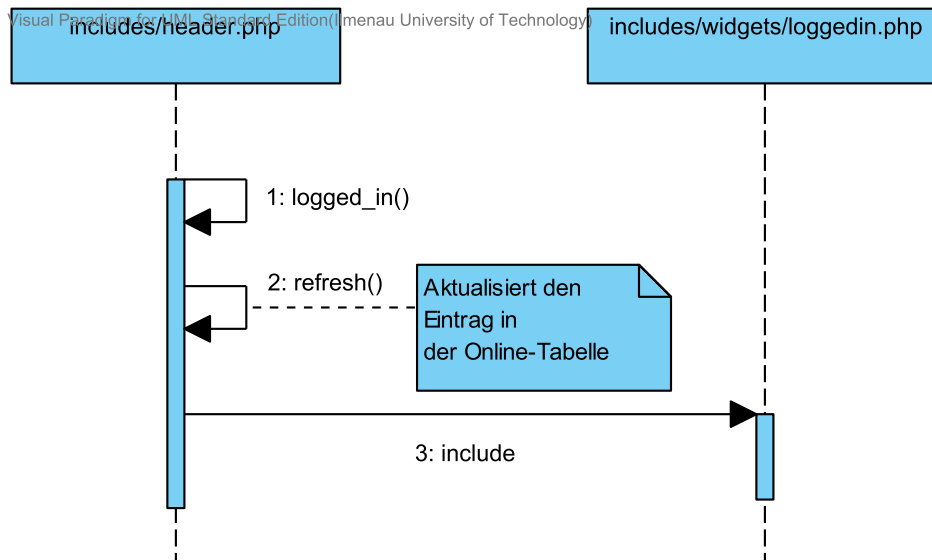 Visual Paradigm for UML Standard Edition(Ilmenau University of Technology)
includes/header.php
includes/widgets/loggedin.php
1: logged_in()
2: refresh()
Aktualisiert den
Eintrag in
der Online-Tabelle
3: include